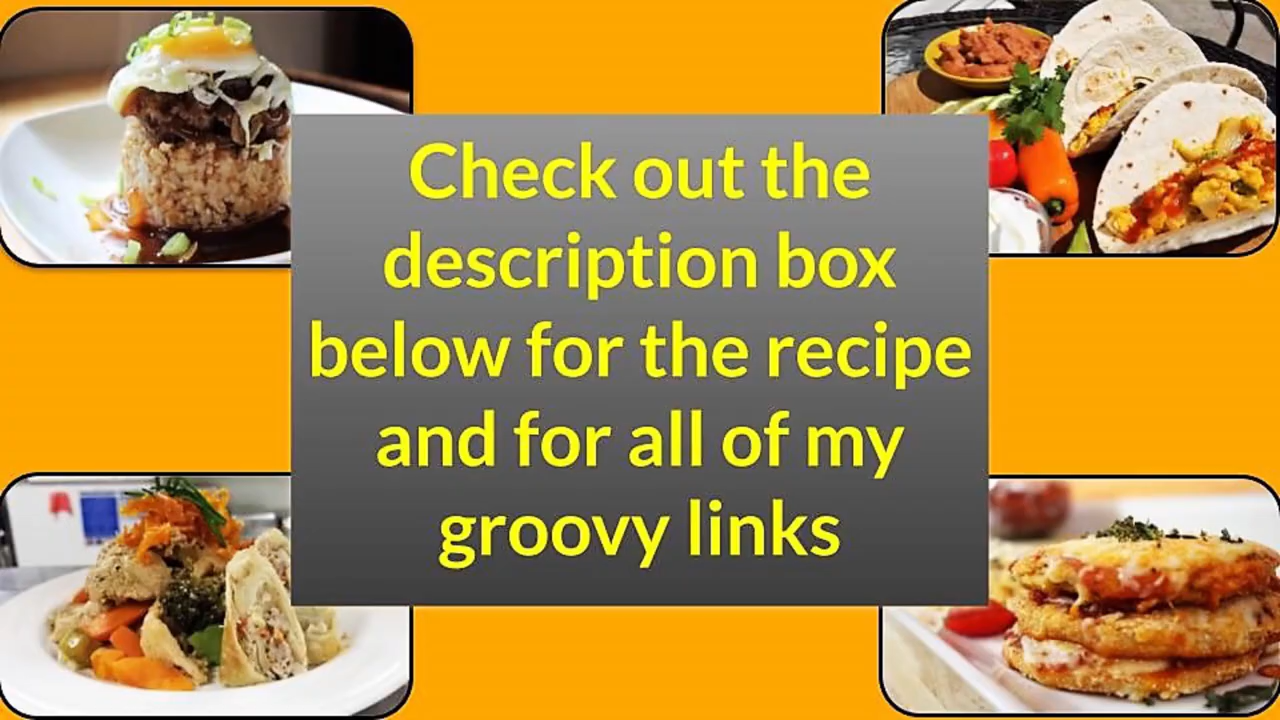 Check out the
description box
below for the recipe
and for all of my
groovy links